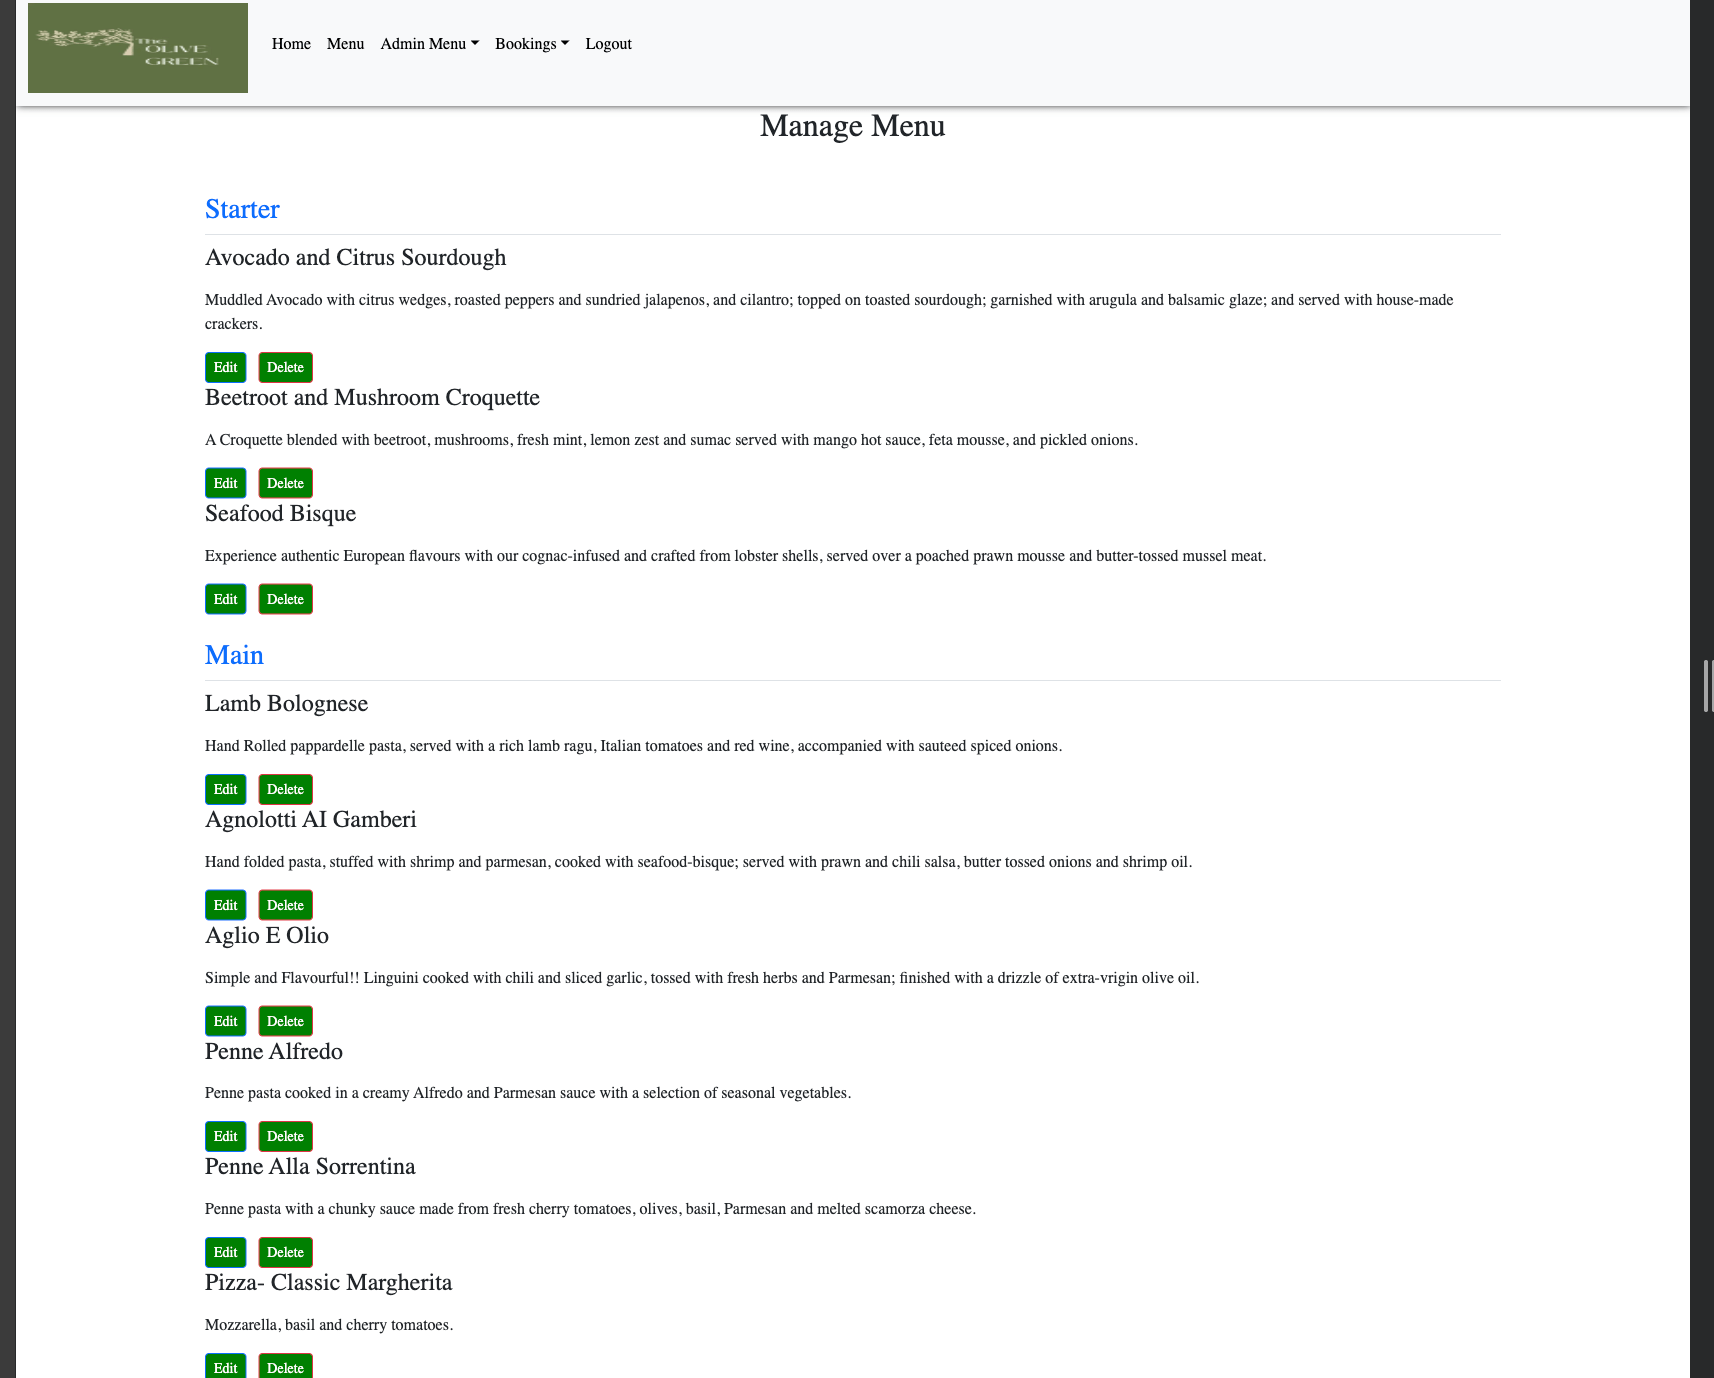 The
OLIVE
GREEN
Home Menu Admin Menu Bookings Logout
Manage Menu
Starter
Avocado and Citrus Sourdough
Muddled Avocado with citrus wedges, roasted peppers and sundried jalapenos, and cilantro; topped on toasted sourdough; garnished with arugula and balsamic glaze; and served with house-made
crackers.
Edit Delete
Beetroot and Mushroom Croquette
A Croquette blended with beetroot, mushrooms, fresh mint, lemon zest and sumac served with mango hot sauce, feta mousse, and pickled onions.
Edit Delete
Seafood Bisque
Experience authentic European flavours with our cognac-infused and crafted from lobster shells, served over a poached prawn mousse and butter-tossed mussel meat.
Edit Delete
Main
Lamb Bolognese
Hand Rolled pappardelle pasta, served with a rich lamb ragu, Italian tomatoes and red wine, accompanied with sauteed spiced onions.
Edit Delete
Agnolotti AI Gamberi
Hand folded pasta, stuffed with shrimp and parmesan, cooked with seafood-bisque; served with prawn and chili salsa, butter tossed onions and shrimp oil.
Edit Delete
Aglio E Olio
Simple and Flavourful!! Linguini cooked with chili and sliced garlic, tossed with fresh herbs and Parmesan; finished with a drizzle of extra-vrigin olive oil.
Edit Delete
Penne Alfredo
Penne pasta cooked in a creamy Alfredo and Parmesan sauce with a selection of seasonal vegetables.
Edit Delete
Penne Alla Sorrentina
Penne pasta with a chunky sauce made from fresh cherry tomatoes, olives, basil, Parmesan and melted scamorza cheese.
Edit Delete
Pizza- Classic Margherita
Mozzarella, basil and cherry tomatoes.
Edit Delete